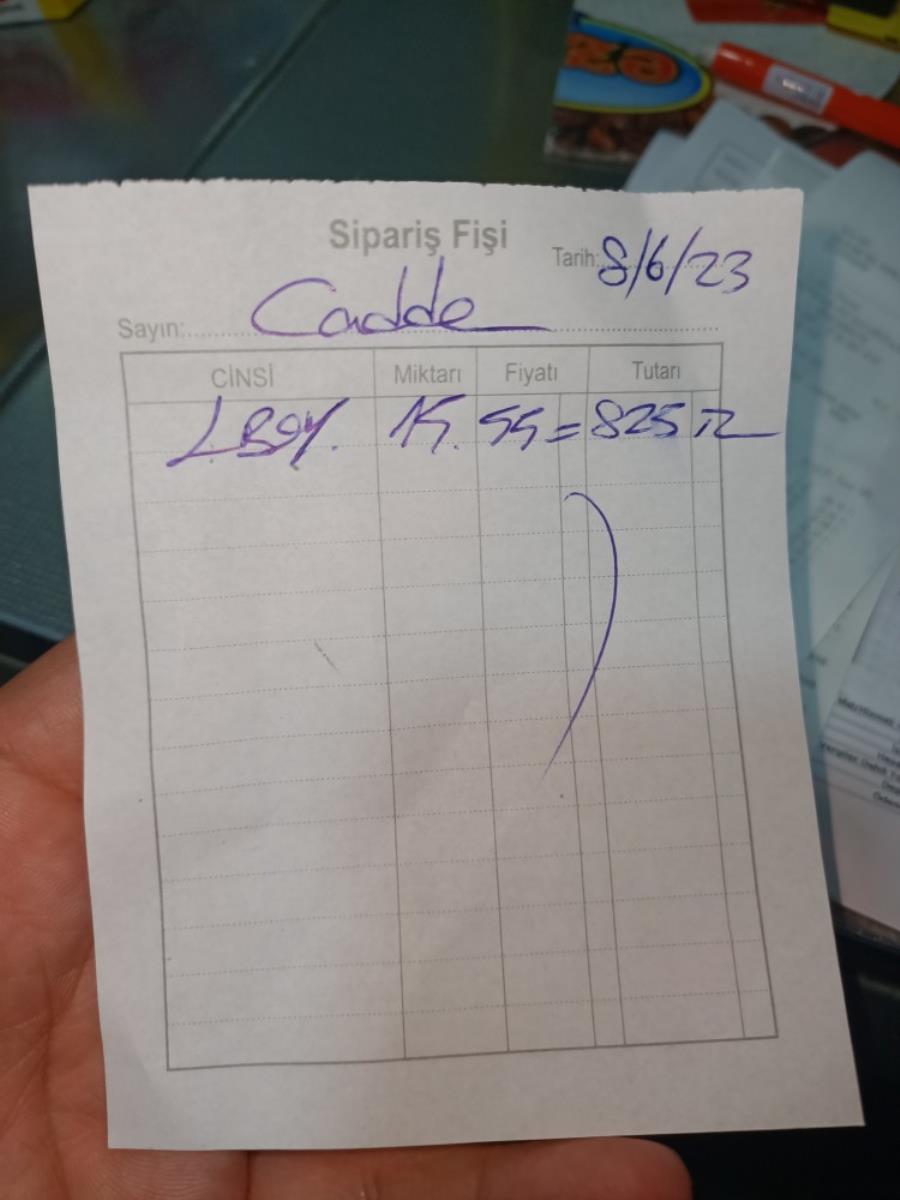 Sipariş Fişi
Tarih: 8/6/23
Sayın: Cadde
CİNSİ Miktarı Fiyatı Tutarı
15. 55 = 825 TL